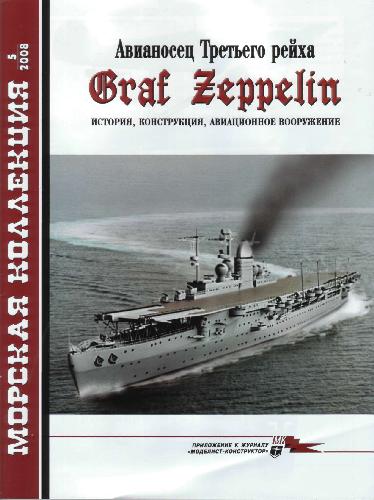 5
2008
МОРСКАЯ КОЛЛЕКЦИЯ
Авианосец Третьего рейха
Graf Zeppelin
ИСТОРИЯ, КОНСТРУКЦИЯ, АВИАЦИОННОЕ ВООРУЖЕНИЕ
ПРИЛОЖЕНИЕ К ЖУРНАЛУ
«МОДЕЛИСТ-КОНСТРУКТОР»